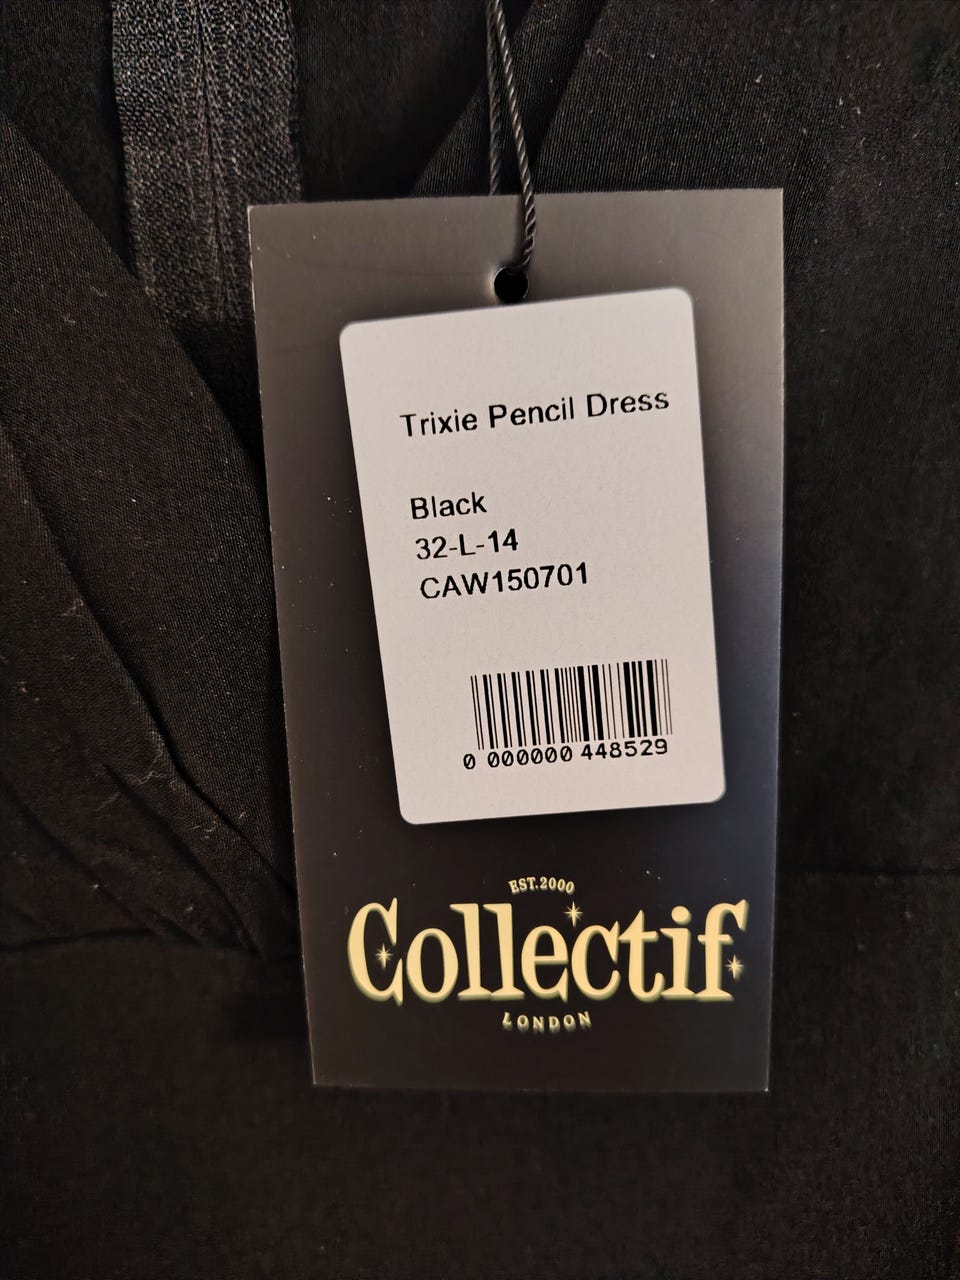 Trixie Pencil Dress
Black
32-L-14
CAW150701
0 000000 448529
EST.2000
Collectif
LONDON